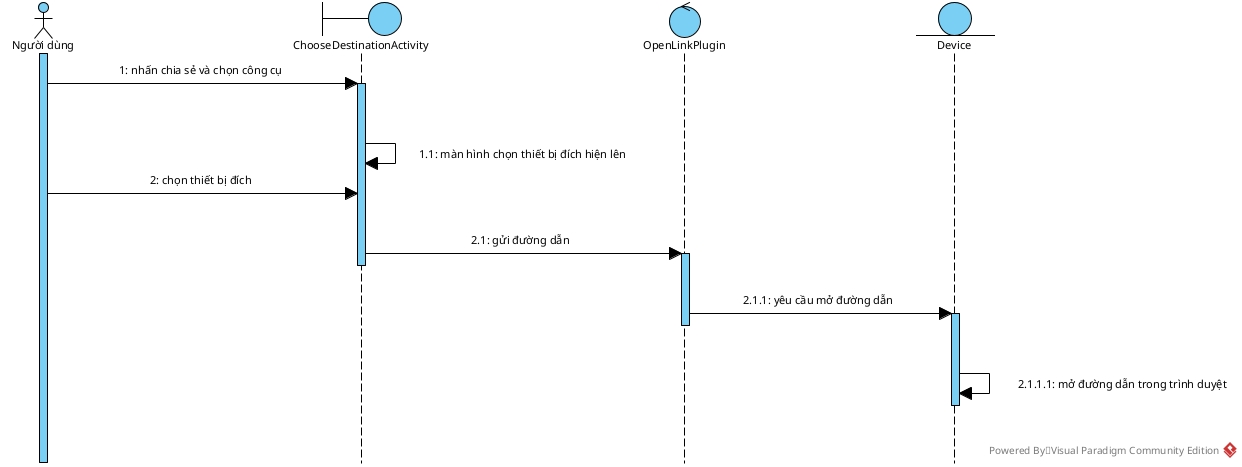 Người dùng
ChooseDestinationActivity
OpenLinkPlugin
Device
1: nhấn chia sẻ và chọn công cụ
1.1: màn hình chọn thiết bị đích hiện lên
2: chọn thiết bị đích
2.1: gửi đường dẫn
2.1.1: yêu cầu mở đường dẫn
2.1.1.1: mở đường dẫn trong trình duyệt
Powered By Visual Paradigm Community Edition